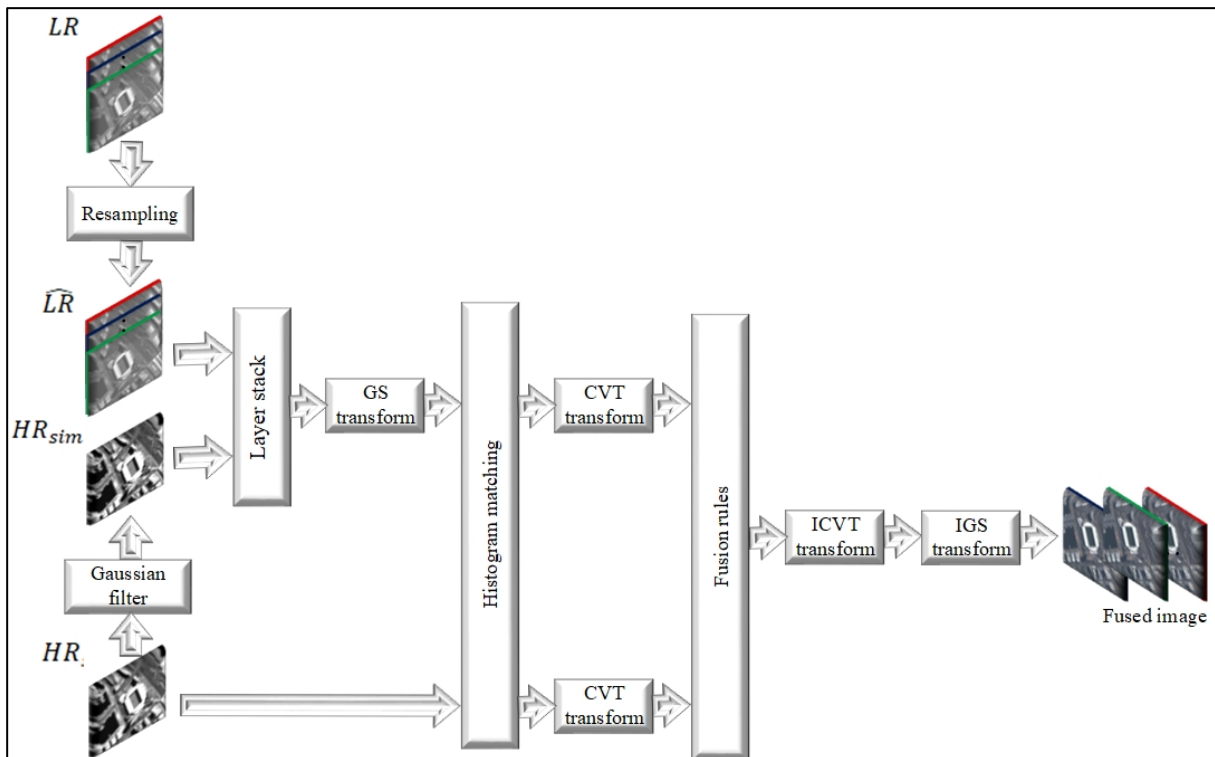 LR
Resampling
L̂R̂
HR_sim
Layer stack
GS
transform
Histogram matching
CVT
transform
Fusion rules
ICVT
transform
IGS
transform
Fused image
Gaussian
filter
HR
CVT
transform